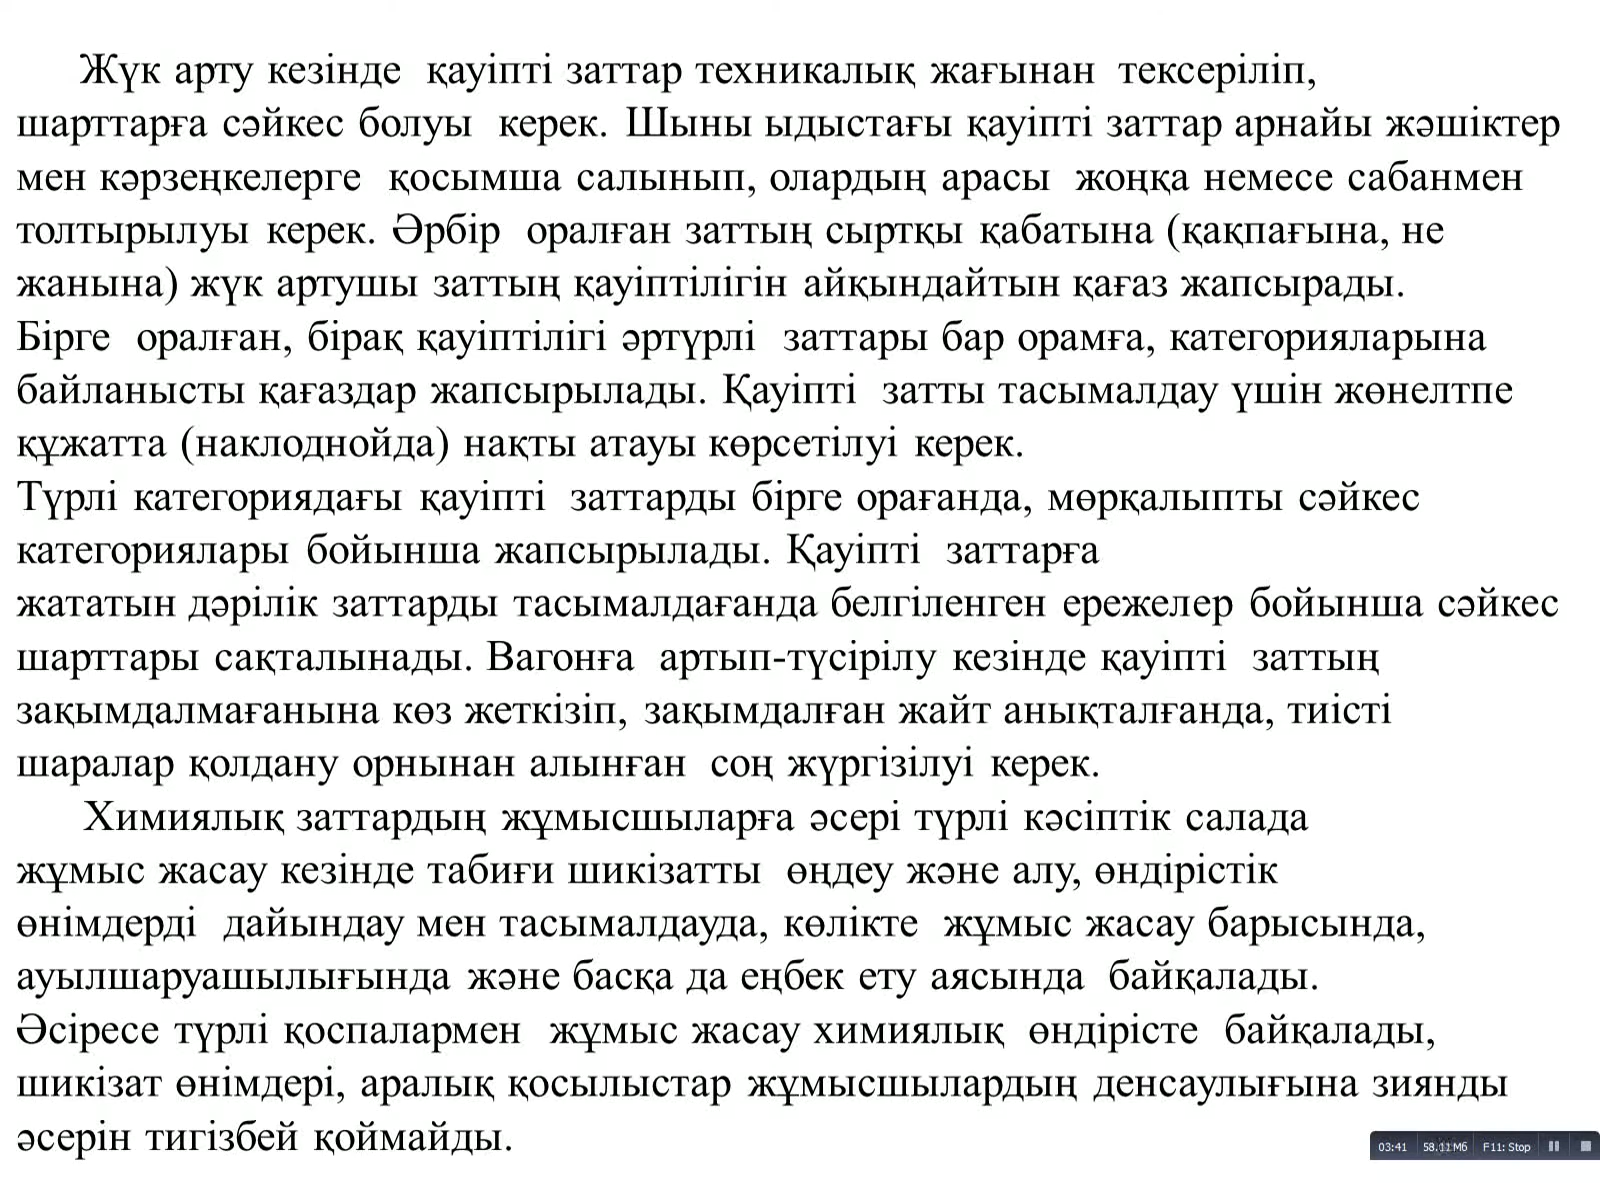 Жүк арту кезінде қауіпті заттар техникалық жағынан тексеріліп,
шарттарға сәйкес болуы керек. Шыны ыдыстағы қауіпті заттар арнайы жәшіктер
мен кәрзеңкелерге қосымша салынып, олардың арасы жоңқа немесе сабанмен
толтырылуы керек. Әрбір оралған заттың сыртқы қабатына (қақпағына, не
жанына) жүк артушы заттың қауіптілігін айқындайтын қағаз жапсырады.
Бірге оралған, бірақ қауіптілігі әртүрлі заттары бар орамға, категорияларына
байланысты қағаздар жапсырылады. Қауіпті затты тасымалдау үшін жөнелтпе
құжатта (наклоднойда) нақты атауы көрсетілуі керек.
Түрлі категориядағы қауіпті заттарды бірге орағанда, мөрқалыпты сәйкес
категориялары бойынша жапсырылады. Қауіпті заттарға
жататын дәрілік заттарды тасымалдағанда белгіленген ережелер бойынша сәйкес
шарттары сақталынады. Вагонға артып-түсірілу кезінде қауіпті заттың
зақымдалмағанына көз жеткізіп, зақымдалған жайт анықталғанда, тиісті
шаралар қолдану орнынан алынған соң жүргізілуі керек.
Химиялық заттардың жұмысшыларға әсері түрлі кәсіптік салада
жұмыс жасау кезінде табиғи шикізатты өңдеу және алу, өндірістік
өнімдерді дайындау мен тасымалдауда, көлікте жұмыс жасау барысында,
ауылшаруашылығында және басқа да еңбек ету аясында байқалады.
Әсіресе түрлі қоспалармен жұмыс жасау химиялық өндірісте байқалады,
шикізат өнімдері, аралық қосылыстар жұмысшылардың денсаулығына зиянды
әсерін тигізбей қоймайды.
03:41 58.11Мб F11: Stop